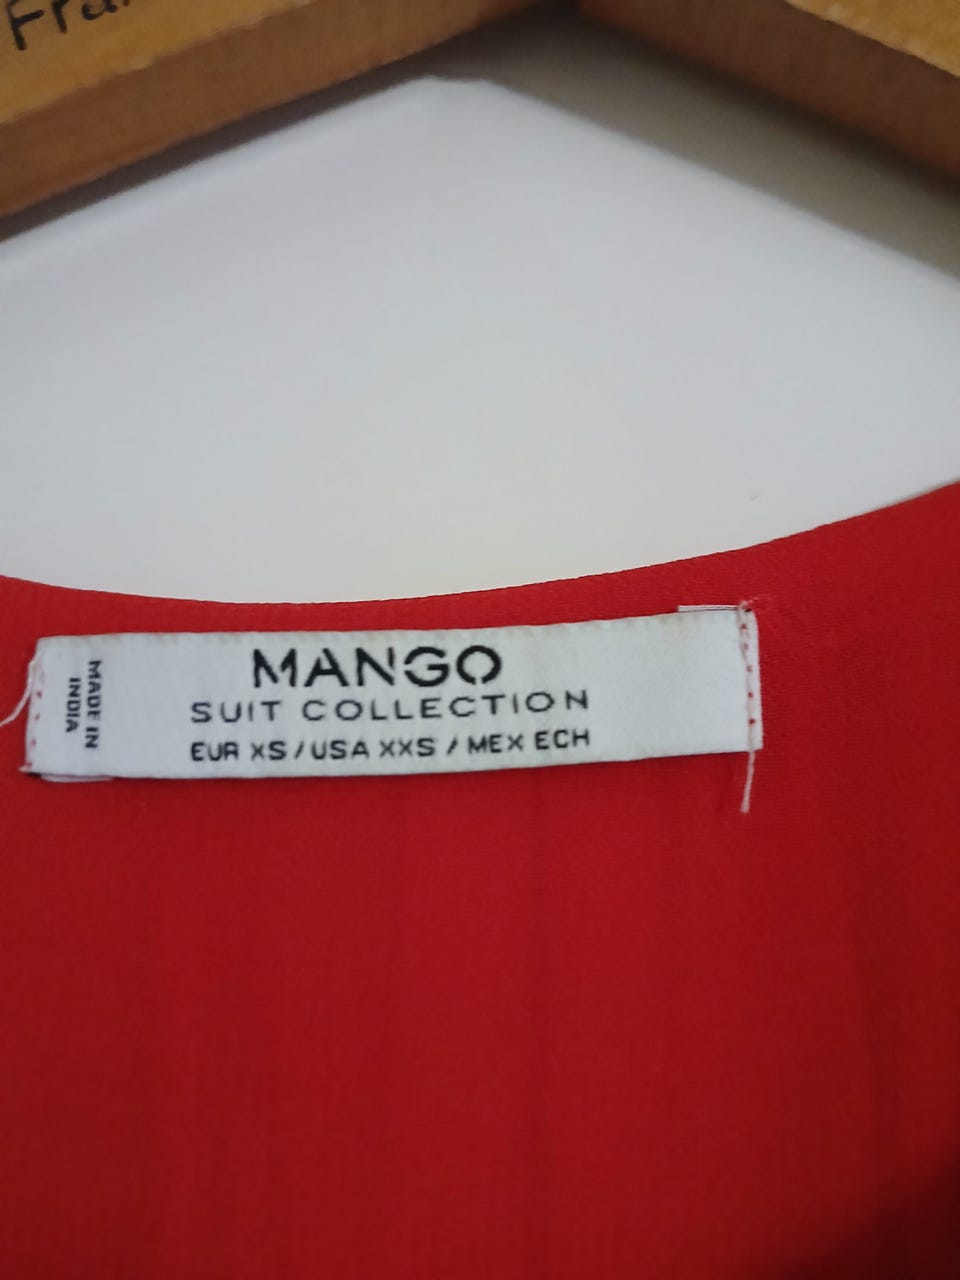 MANGO
SUIT COLLECTION
EUR XS / USA XXS / MEX ECH
MADE IN
INDIA